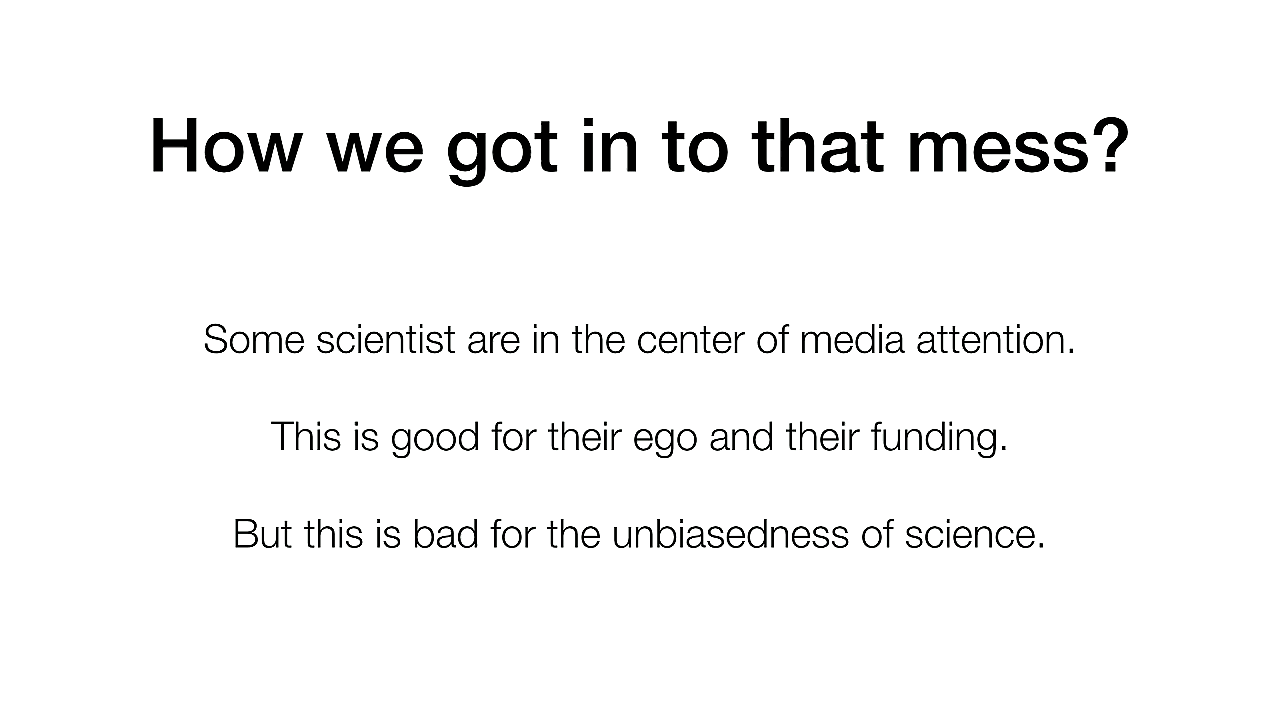 How we got in to that mess?
Some scientist are in the center of media attention.
This is good for their ego and their funding.
But this is bad for the unbiasedness of science.